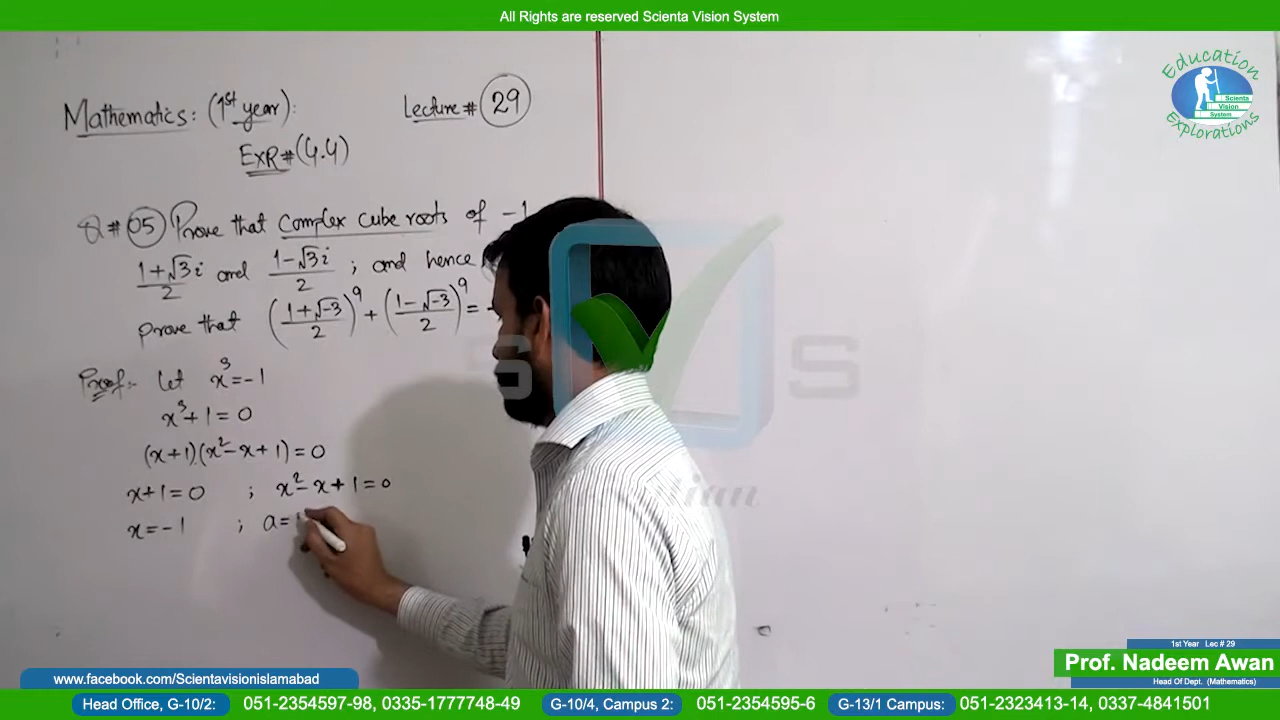 All Rights are reserved Scienta Vision System
Education
Scienta
Vision
System
Explorations
Mathematics: (1st year):
Lecture # 29
EXR # (4.4)
Q # 05 Prove that complex cube roots of -1
(1+√3i)/2 and (1-√3i)/2 ; and hence
prove that ((1+√-3)/2)^9 + ((1-√-3)/2)^9 = -
Proof:- Let x³=-1
x³+1=0
(x+1)(x²-x+1)=0
x+1=0 ; x²-x+1=0
x=-1 ; a=1
S S
1st Year Lec # 29
Prof. Nadeem Awan
Head Of Dept. (Mathematics)
www.facebook.com/Scientavisionislamabad
Head Office, G-10/2: 051-2354597-98, 0335-1777748-49 G-10/4, Campus 2: 051-2354595-6 G-13/1 Campus: 051-2323413-14, 0337-4841501